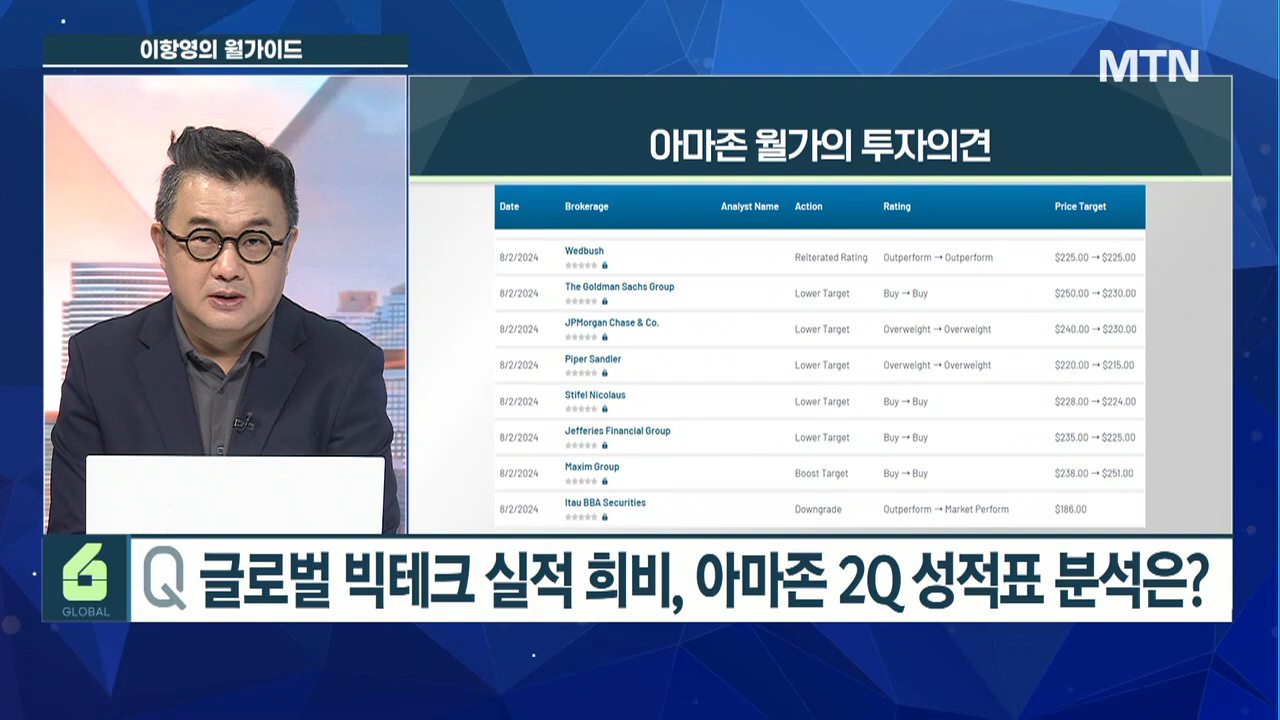 이항영의 월가이드
MTN
아마존 월가의 투자의견
Date Brokerage Analyst Name Action Rating Price Target
8/2/2024 Wedbush Reiterated Rating Outperform → Outperform $225.00 → $225.00
8/2/2024 The Goldman Sachs Group Lower Target Buy → Buy $250.00 → $230.00
8/2/2024 JPMorgan Chase & Co. Lower Target Overweight → Overweight $240.00 → $230.00
8/2/2024 Piper Sandler Lower Target Overweight → Overweight $220.00 → $215.00
8/2/2024 Stifel Nicolaus Lower Target Buy → Buy $228.00 → $224.00
8/2/2024 Jefferies Financial Group Lower Target Buy → Buy $235.00 → $225.00
8/2/2024 Maxim Group Boost Target Buy → Buy $238.00 → $251.00
8/2/2024 Itau BBA Securities Downgrade Outperform → Market Perform $186.00
6 GLOBAL
Q 글로벌 빅테크 실적 희비, 아마존 2Q 성적표 분석은?